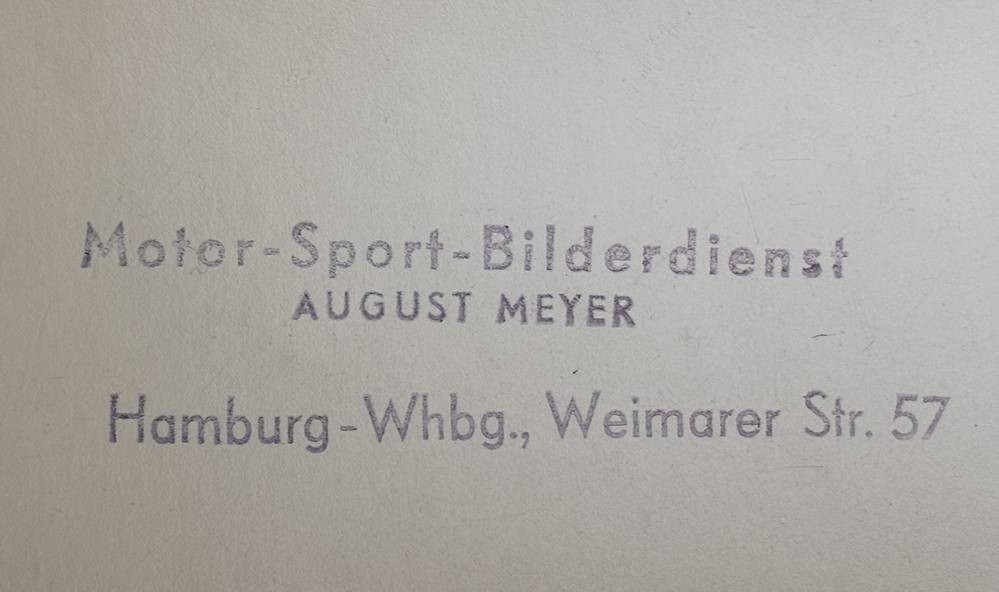 Motor-Sport-Bilderdienst
AUGUST MEYER
Hamburg-Whbg., Weimarer Str. 57